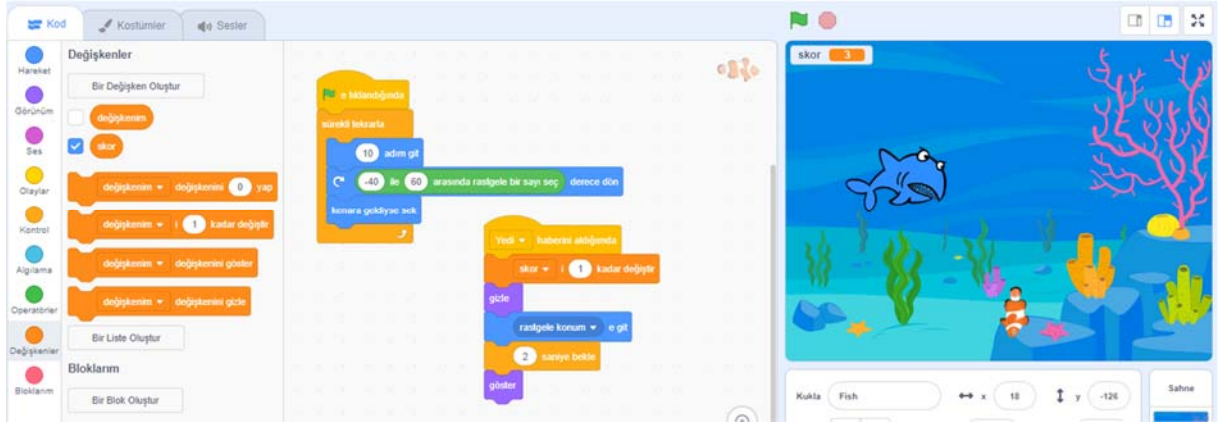 Kod Kostümler Sesler
Hareket
Görünüm
Ses
Olaylar
Kontrol
Algılama
Operatörler
Değişkenler
Bloklarım
Değişkenler
Bir Değişken Oluştur
değişkenim
skor
değişkenim değişkenini 0 yap
değişkenim i 1 kadar değiştir
değişkenim değişkenini göster
değişkenim değişkenini gizle
Bir Liste Oluştur
Bloklarım
Bir Blok Oluştur
e tıklandığında
sürekli tekrarla
10 adım git
-40 ile 60 arasında rastgele bir sayı seç derece dön
kenara geldiyse sek
Yedi haberini aldığımda
skor i 1 kadar değiştir
gizle
rastgele konum e git
2 saniye bekle
göster
skor 3
Kukla Fish x 18 y -126
Sahne